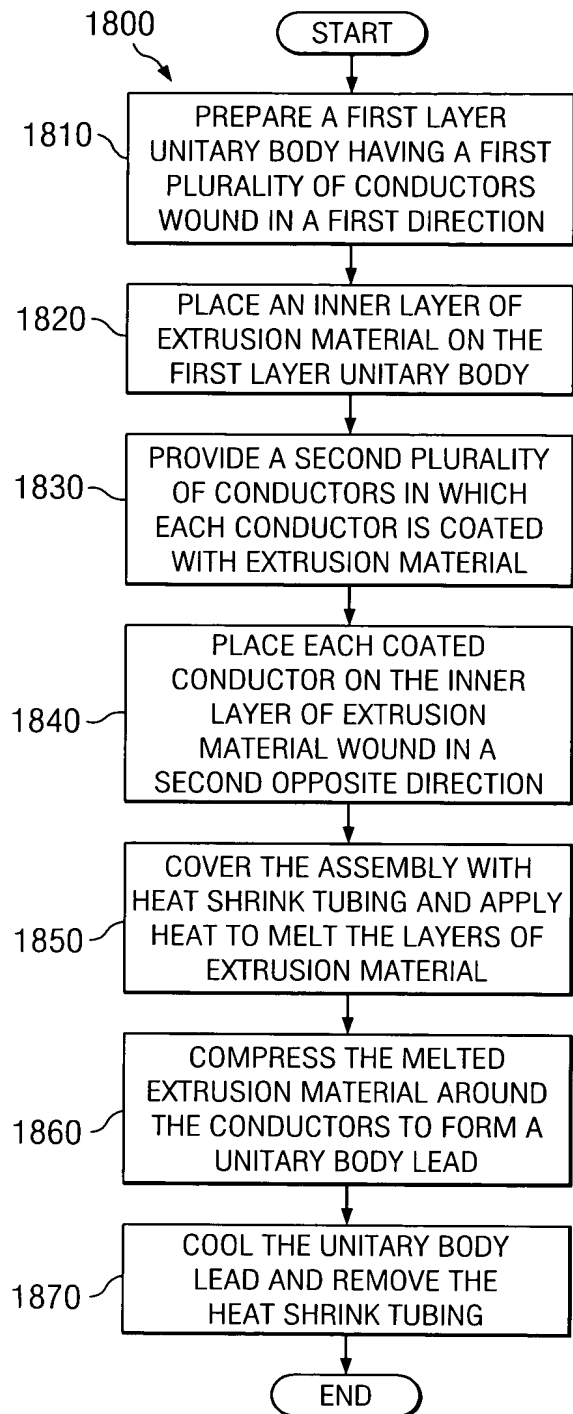 1800
START
1810
PREPARE A FIRST LAYER
UNITARY BODY HAVING A FIRST
PLURALITY OF CONDUCTORS
WOUND IN A FIRST DIRECTION
1820
PLACE AN INNER LAYER OF
EXTRUSION MATERIAL ON THE
FIRST LAYER UNITARY BODY
1830
PROVIDE A SECOND PLURALITY
OF CONDUCTORS IN WHICH
EACH CONDUCTOR IS COATED
WITH EXTRUSION MATERIAL
1840
PLACE EACH COATED
CONDUCTOR ON THE INNER
LAYER OF EXTRUSION
MATERIAL WOUND IN A
SECOND OPPOSITE DIRECTION
1850
COVER THE ASSEMBLY WITH
HEAT SHRINK TUBING AND APPLY
HEAT TO MELT THE LAYERS OF
EXTRUSION MATERIAL
1860
COMPRESS THE MELTED
EXTRUSION MATERIAL AROUND
THE CONDUCTORS TO FORM A
UNITARY BODY LEAD
1870
COOL THE UNITARY BODY
LEAD AND REMOVE THE
HEAT SHRINK TUBING
END